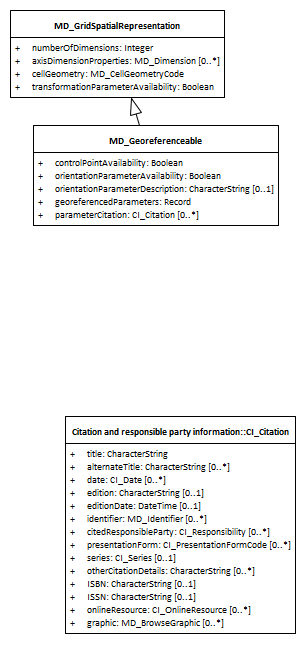 MD_GridSpatialRepresentation
+ numberOfDimensions: Integer
+ axisDimensionProperties: MD_Dimension [0..*]
+ cellGeometry: MD_CellGeometryCode
+ transformationParameterAvailability: Boolean
MD_Georeferenceable
+ controlPointAvailability: Boolean
+ orientationParameterAvailability: Boolean
+ orientationParameterDescription: CharacterString [0..1]
+ georeferencedParameters: Record
+ parameterCitation: CI_Citation [0..*]
Citation and responsible party information::CI_Citation
+ title: CharacterString
+ alternateTitle: CharacterString [0..*]
+ date: CI_Date [0..*]
+ edition: CharacterString [0..1]
+ editionDate: DateTime [0..1]
+ identifier: MD_Identifier [0..*]
+ citedResponsibleParty: CI_Responsibility [0..*]
+ presentationForm: CI_PresentationFormCode [0..*]
+ series: CI_Series [0..1]
+ otherCitationDetails: CharacterString [0..*]
+ ISBN: CharacterString [0..1]
+ ISSN: CharacterString [0..1]
+ onlineResource: CI_OnlineResource [0..*]
+ graphic: MD_BrowseGraphic [0..*]